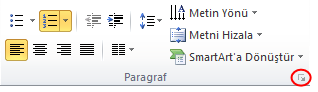 Metin Yönü
Metni Hizala
SmartArt'a Dönüştür
Paragraf